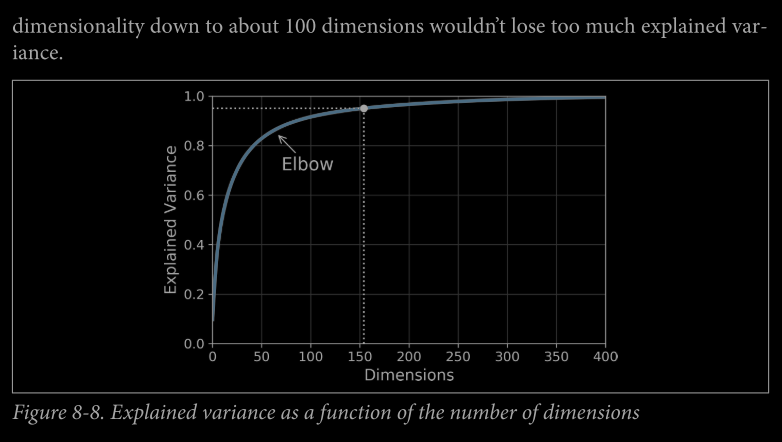 dimensionality down to about 100 dimensions wouldn’t lose too much explained var-
iance.
1.0
0.8
0.6
0.4
0.2
0.0
Explained Variance
Elbow
0 50 100 150 200 250 300 350 400
Dimensions
Figure 8-8. Explained variance as a function of the number of dimensions